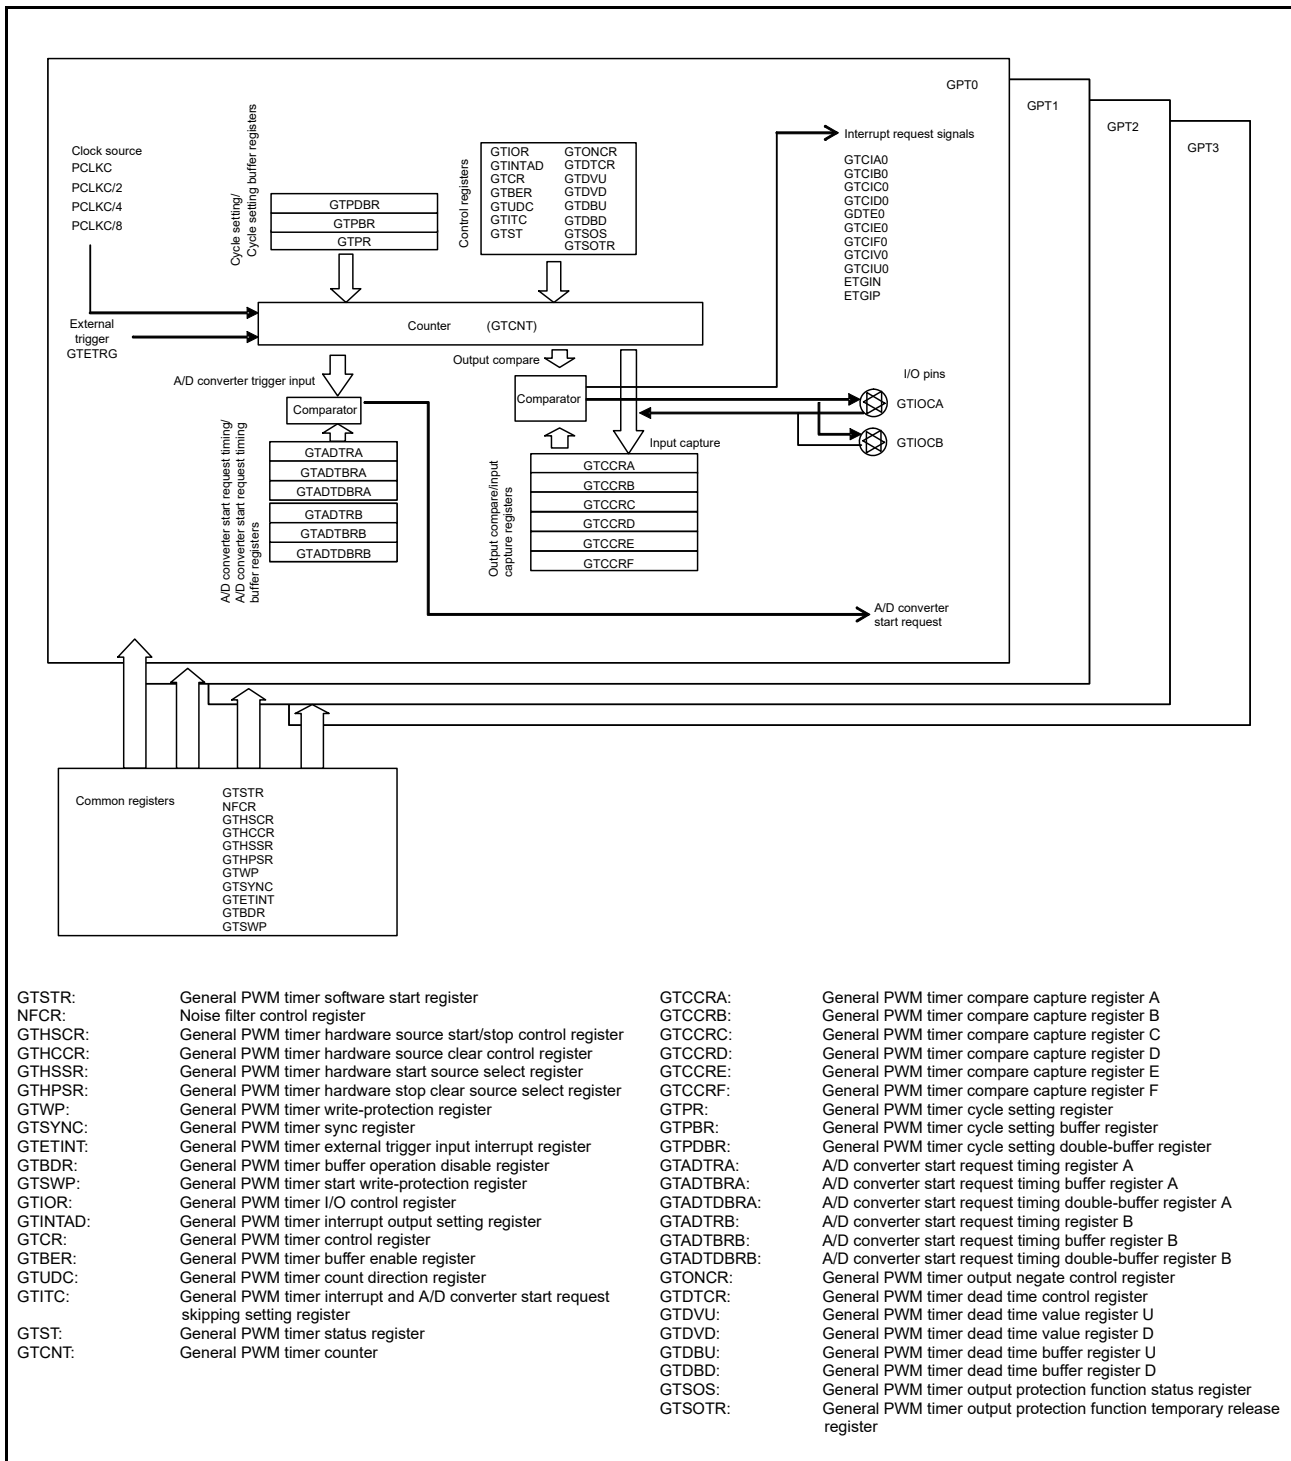 GPT0
GPT1
GPT2
GPT3
Clock source
PCLKC
PCLKC/2
PCLKC/4
PCLKC/8
External
trigger
GTETRG
Cycle setting/
Cycle setting buffer registers
GTPDBR
GTPBR
GTPR
Control registers
GTIOR GTONCR
GTINTAD GTDTCR
GTCR GTDVU
GTBER GTDVD
GTUDC GTDBU
GTITC GTDBD
GTST GTSOS
GTSOTR
Interrupt request signals
GTCIA0
GTCIB0
GTCIC0
GTCID0
GDTE0
GTCIE0
GTCIF0
GTCIV0
GTCIU0
ETGIN
ETGIP
Counter (GTCNT)
A/D converter trigger input
Output compare
Comparator
Comparator
I/O pins
GTIOCA
GTIOCB
Input capture
A/D converter start request timing/
A/D converter start request timing
buffer registers
GTADTRA
GTADTBRA
GTADTDBRA
GTADTRB
GTADTBRB
GTADTDBRB
Output compare/input
capture registers
GTCCRA
GTCCRB
GTCCRC
GTCCRD
GTCCRE
GTCCRF
A/D converter
start request
Common registers
GTSTR
NFCR
GTHSCR
GTHCCR
GTHSSR
GTHPSR
GTWP
GTSYNC
GTETINT
GTBDR
GTSWP
GTSTR: General PWM timer software start register
NFCR: Noise filter control register
GTHSCR: General PWM timer hardware source start/stop control register
GTHCCR: General PWM timer hardware source clear control register
GTHSSR: General PWM timer hardware start source select register
GTHPSR: General PWM timer hardware stop clear source select register
GTWP: General PWM timer write-protection register
GTSYNC: General PWM timer sync register
GTETINT: General PWM timer external trigger input interrupt register
GTBDR: General PWM timer buffer operation disable register
GTSWP: General PWM timer start write-protection register
GTIOR: General PWM timer I/O control register
GTINTAD: General PWM timer interrupt output setting register
GTCR: General PWM timer control register
GTBER: General PWM timer buffer enable register
GTUDC: General PWM timer count direction register
GTITC: General PWM timer interrupt and A/D converter start request
skipping setting register
GTST: General PWM timer status register
GTCNT: General PWM timer counter
GTCCRA: General PWM timer compare capture register A
GTCCRB: General PWM timer compare capture register B
GTCCRC: General PWM timer compare capture register C
GTCCRD: General PWM timer compare capture register D
GTCCRE: General PWM timer compare capture register E
GTCCRF: General PWM timer compare capture register F
GTPR: General PWM timer cycle setting register
GTPBR: General PWM timer cycle setting buffer register
GTPDBR: General PWM timer cycle setting double-buffer register
GTADTRA: A/D converter start request timing register A
GTADTBRA: A/D converter start request timing buffer register A
GTADTDBRA: A/D converter start request timing double-buffer register A
GTADTRB: A/D converter start request timing register B
GTADTBRB: A/D converter start request timing buffer register B
GTADTDBRB: A/D converter start request timing double-buffer register B
GTONCR: General PWM timer output negate control register
GTDTCR: General PWM timer dead time control register
GTDVU: General PWM timer dead time value register U
GTDVD: General PWM timer dead time value register D
GTDBU: General PWM timer dead time buffer register U
GTDBD: General PWM timer dead time buffer register D
GTSOS: General PWM timer output protection function status register
GTSOTR: General PWM timer output protection function temporary release
register